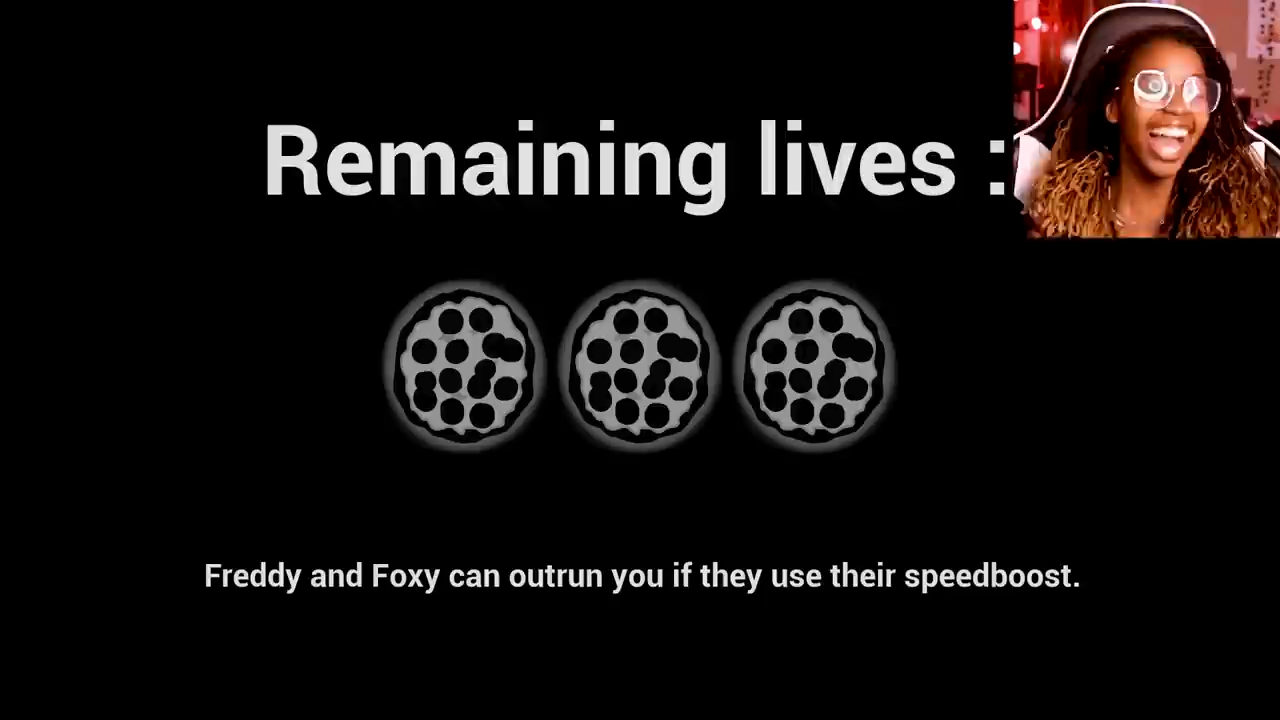 Remaining lives :
Freddy and Foxy can outrun you if they use their speedboost.